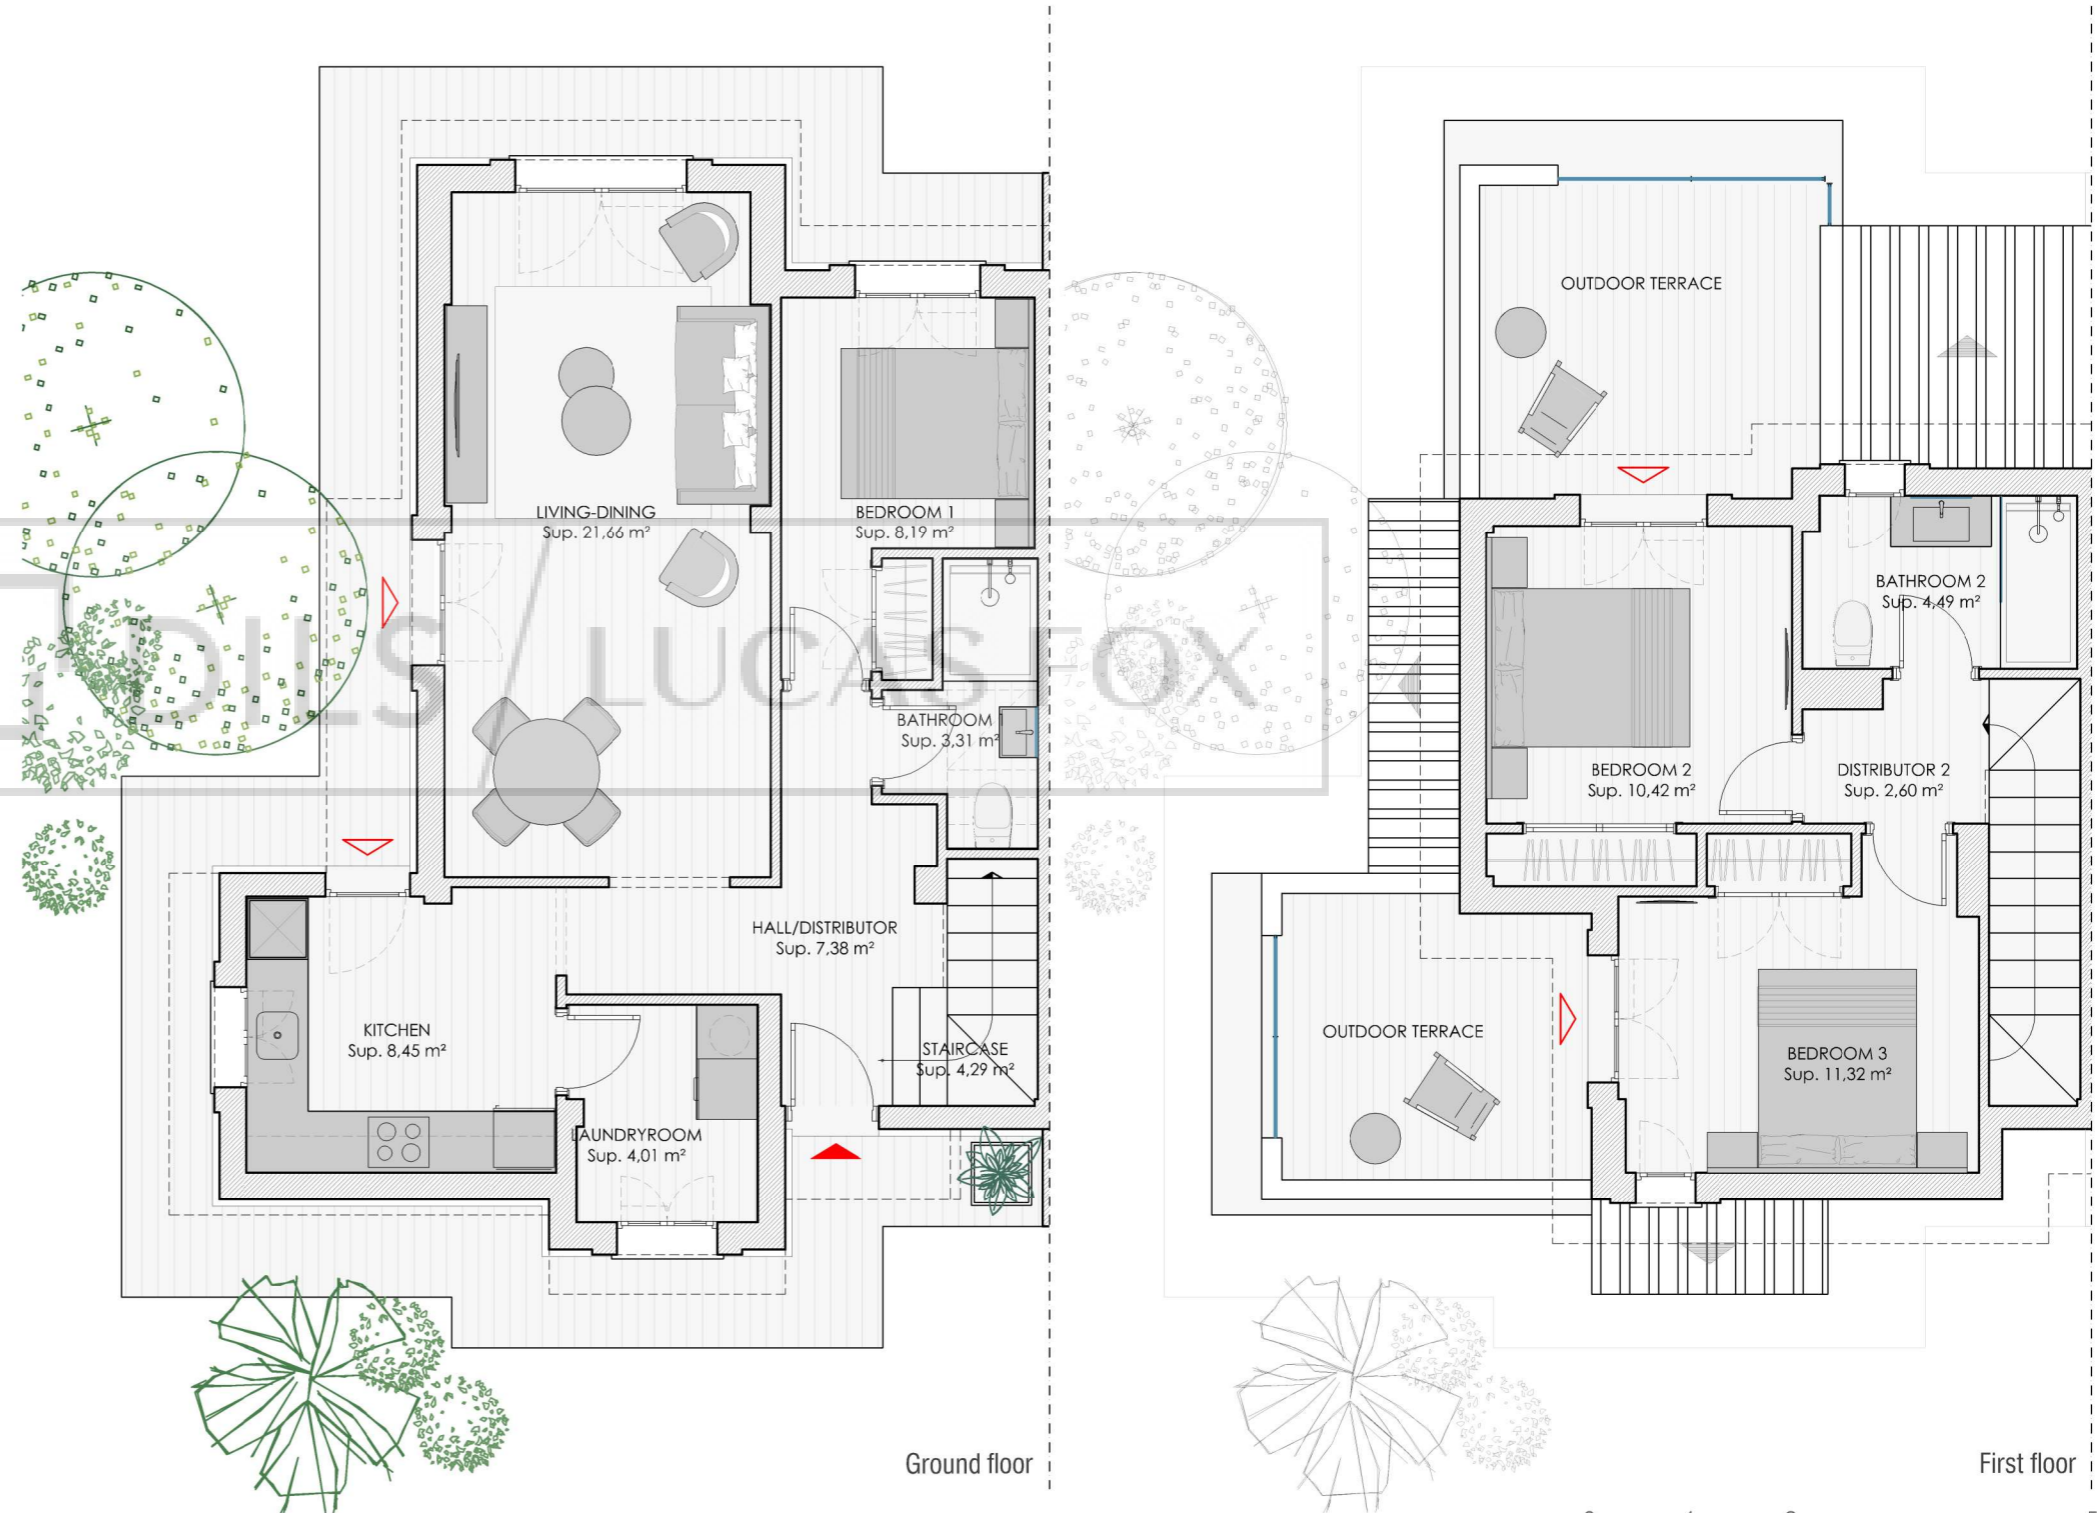 LIVING-DINING
Sup. 21,66 m²
BEDROOM 1
Sup. 8,19 m²
BATHROOM 1
Sup. 3,31 m²
HALL/DISTRIBUTOR
Sup. 7,38 m²
KITCHEN
Sup. 8,45 m²
STAIRCASE
Sup. 4,29 m²
LAUNDRYROOM
Sup. 4,01 m²
Ground floor
OUTDOOR TERRACE
BATHROOM 2
Sup. 4,49 m²
BEDROOM 2
Sup. 10,42 m²
DISTRIBUTOR 2
Sup. 2,60 m²
OUTDOOR TERRACE
BEDROOM 3
Sup. 11,32 m²
First floor
DILS / LUCAS FOX